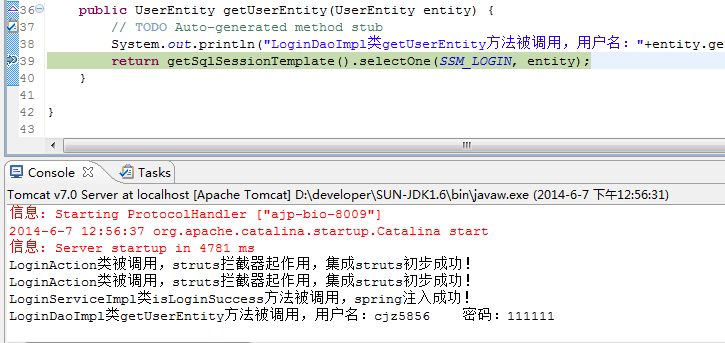 36 public UserEntity getUserEntity(UserEntity entity) {
37 // TODO Auto-generated method stub
38 System.out.println("LoginDaoImpl类getUserEntity方法被调用，用户名："+entity.ge
39 return getSqlSessionTemplate().selectOne(SSM_LOGIN, entity);
40 }
41
42 }
43
Console Tasks
Tomcat v7.0 Server at localhost [Apache Tomcat] D:\developer\SUN-JDK1.6\bin\javaw.exe (2014-6-7 下午12:56:31)
信息: Starting ProtocolHandler ["ajp-bio-8009"]
2014-6-7 12:56:37 org.apache.catalina.startup.Catalina start
信息: Server startup in 4781 ms
LoginAction类被调用，struts拦截器起作用，集成struts初步成功！
LoginAction类被调用，struts拦截器起作用，集成struts初步成功！
LoginServiceImpl类isLoginSuccess方法被调用，spring注入成功！
LoginDaoImpl类getUserEntity方法被调用，用户名：cjz5856 密码：111111